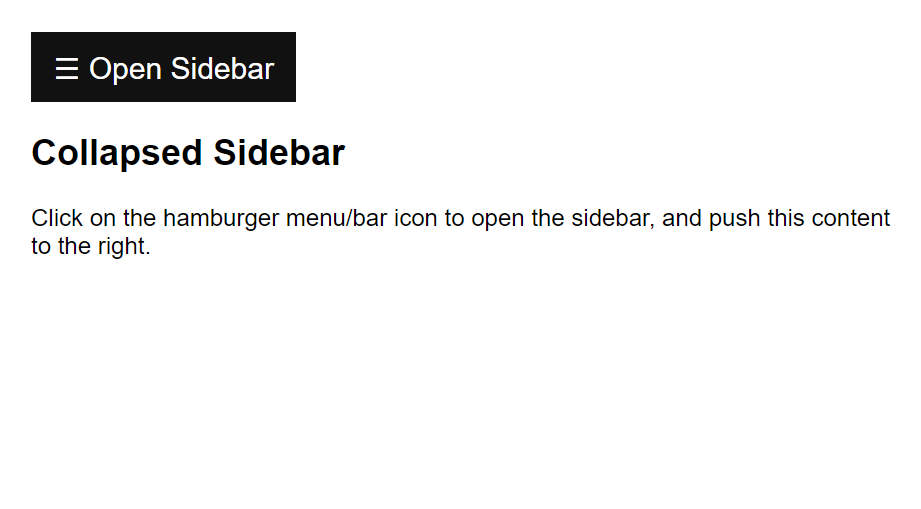 ☰ Open Sidebar
Collapsed Sidebar
Click on the hamburger menu/bar icon to open the sidebar, and push this content
to the right.